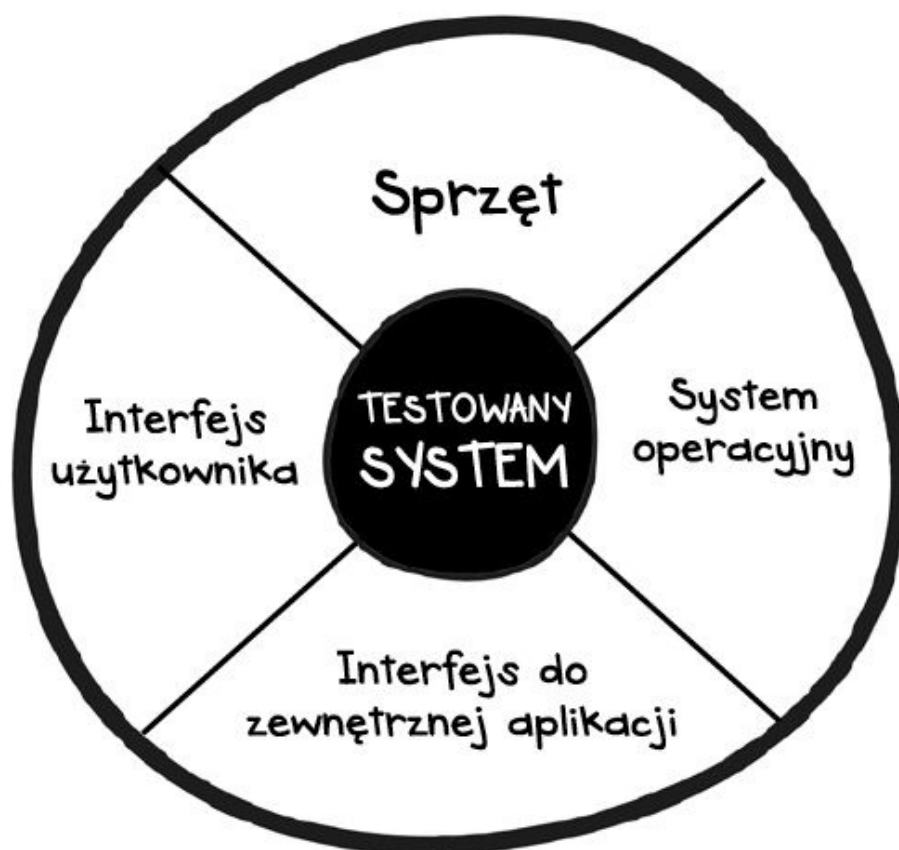 Sprzęt
Interfejs
użytkownika
TESTOWANY
SYSTEM
System
operacyjny
Interfejs do
zewnętrznej aplikacji